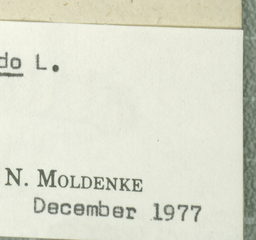 do L.
N. MOLDENKE
December 1977